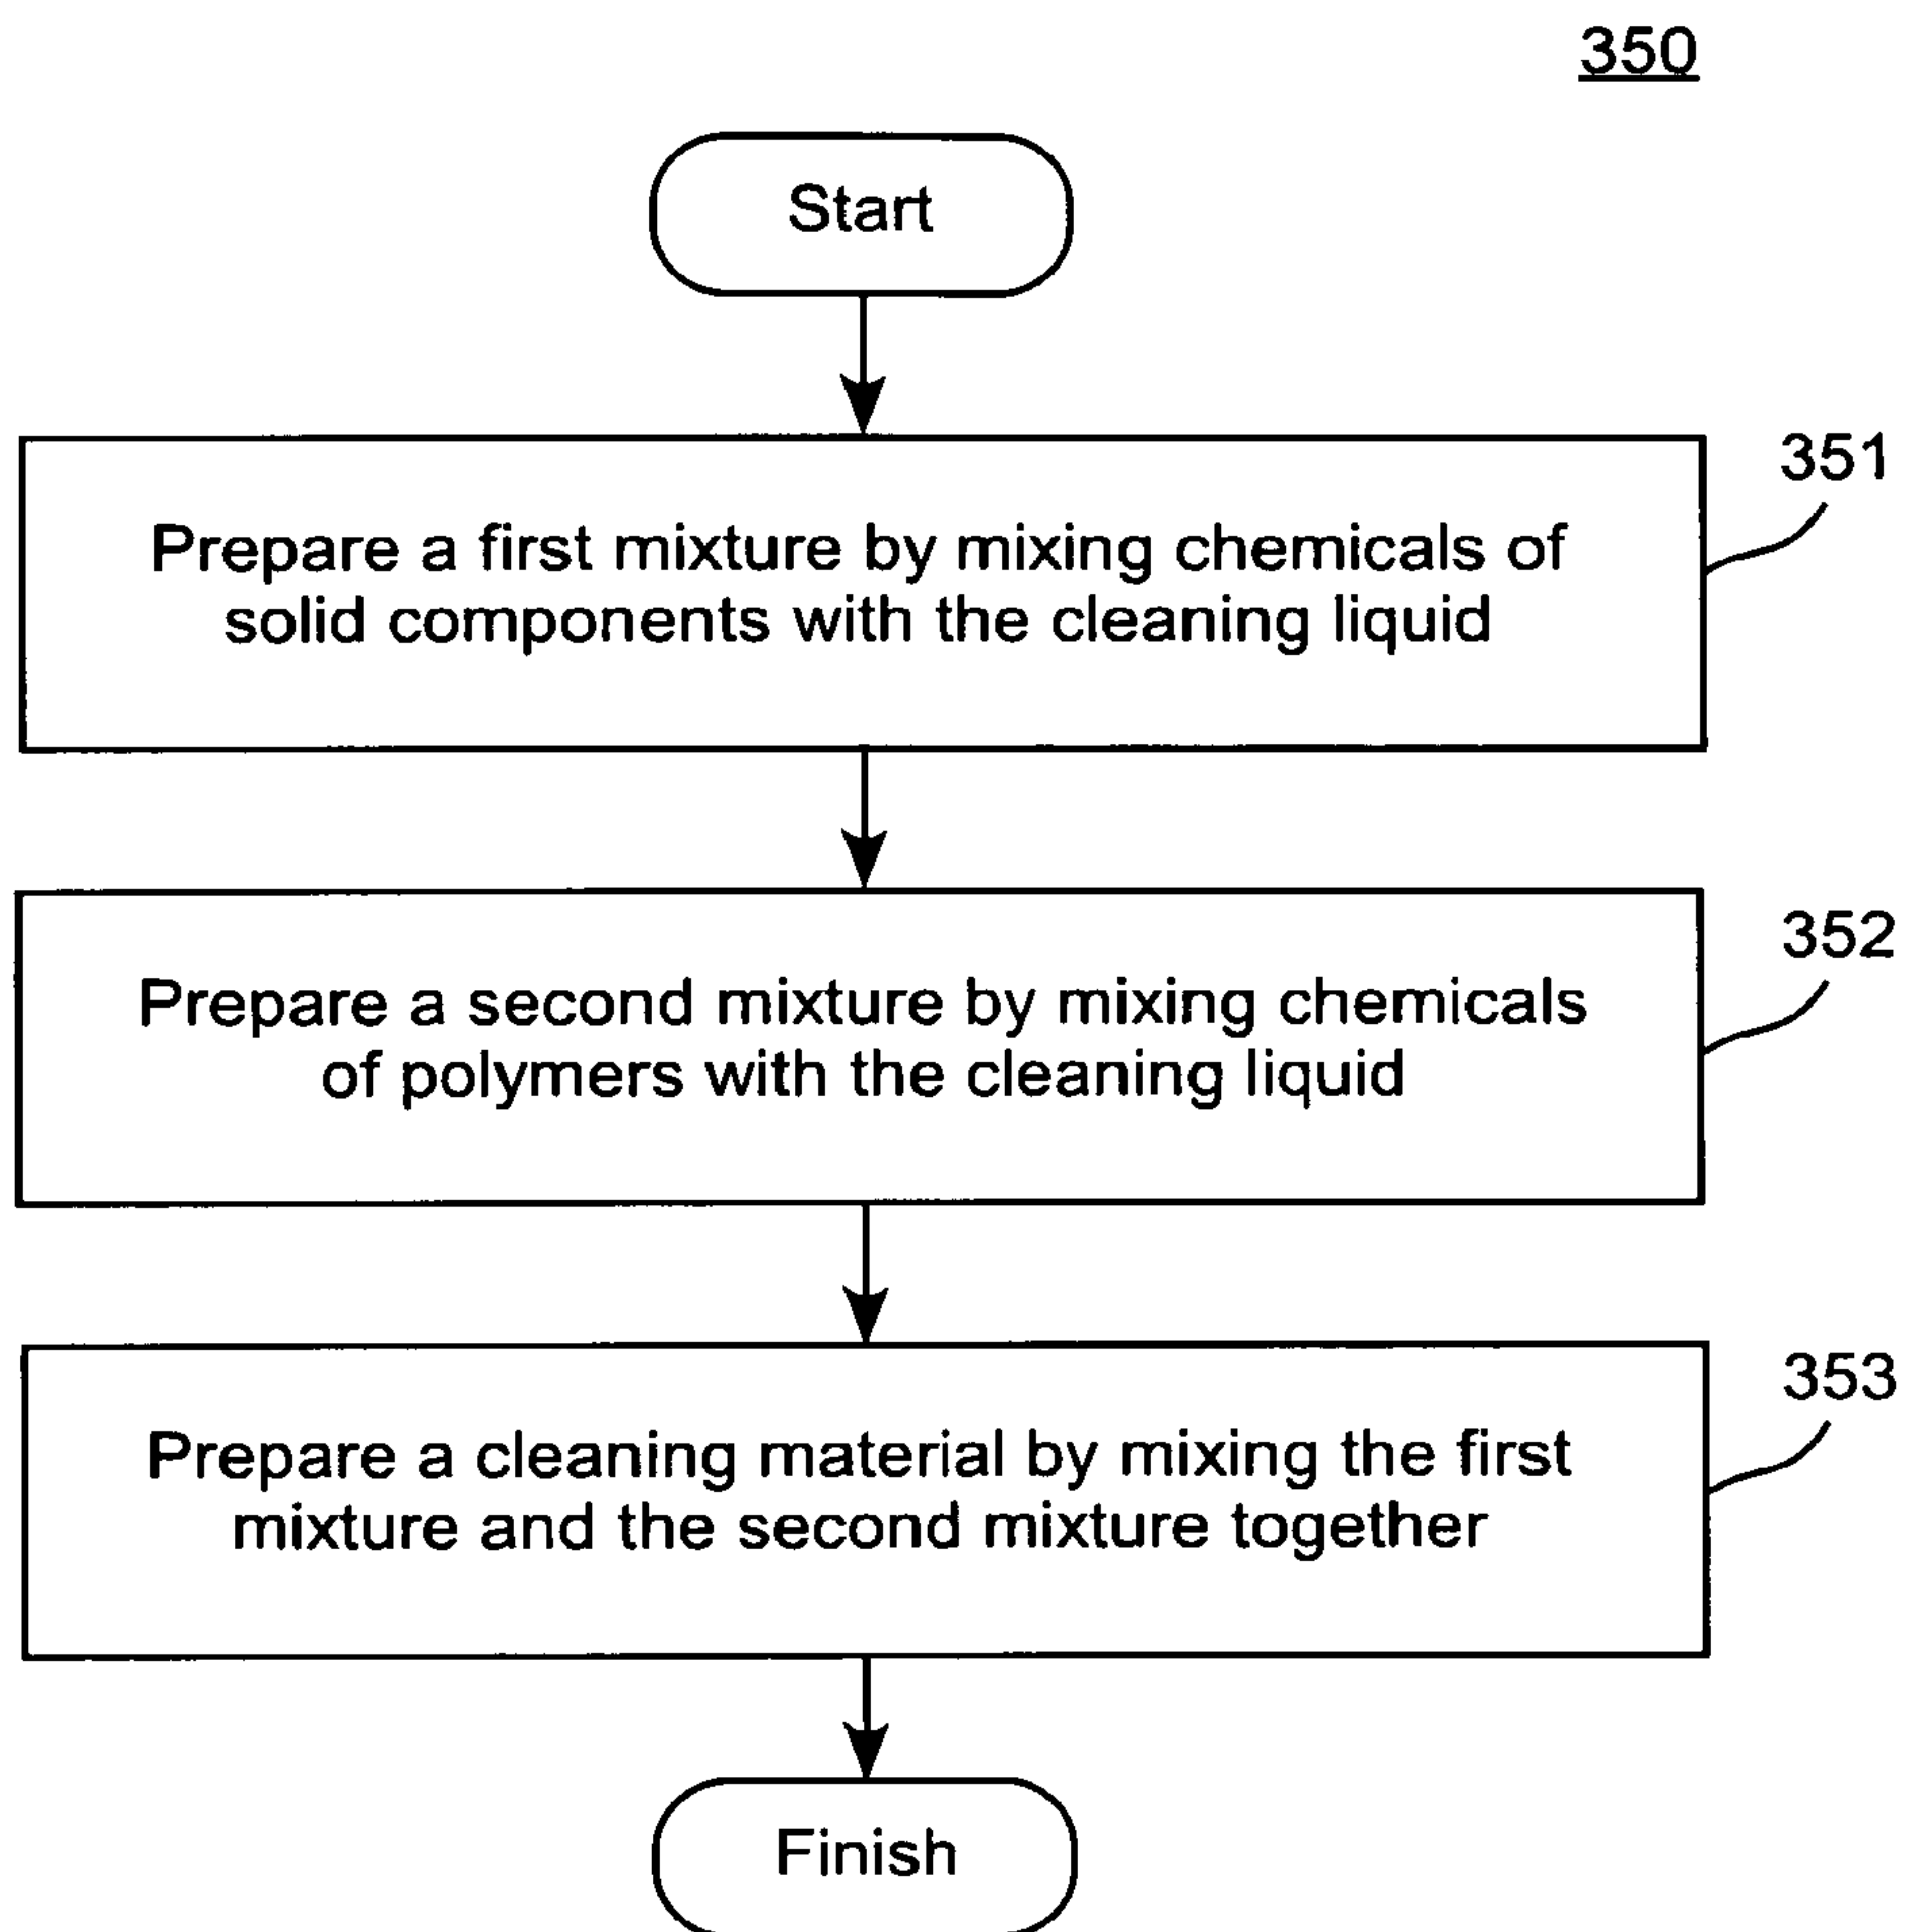 350
Start
351
Prepare a first mixture by mixing chemicals of
solid components with the cleaning liquid
352
Prepare a second mixture by mixing chemicals
of polymers with the cleaning liquid
353
Prepare a cleaning material by mixing the first
mixture and the second mixture together
Finish